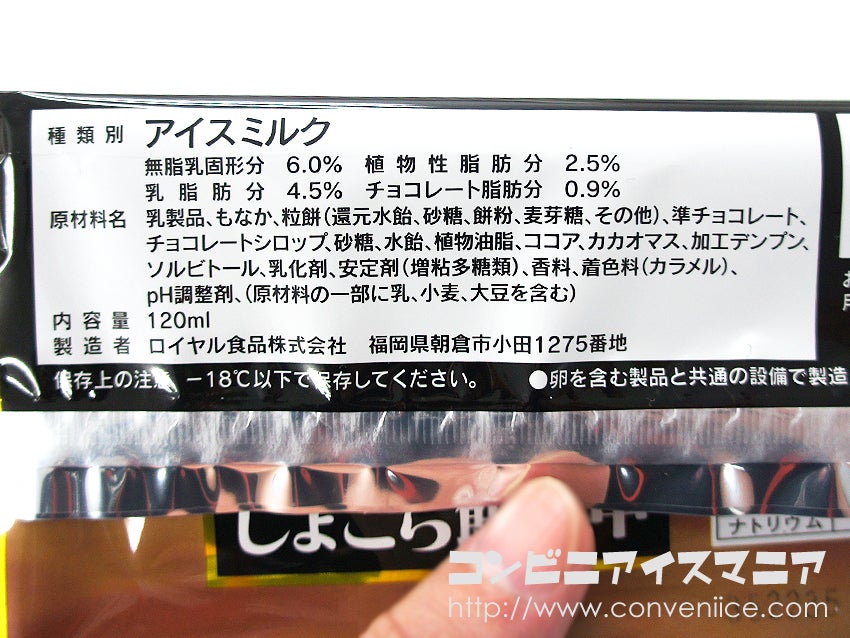 種類別 アイスミルク
無脂乳固形分 6.0% 植物性脂肪分 2.5%
乳脂肪分 4.5% チョコレート脂肪分 0.9%
原材料名 乳製品、もなか、粒餅(還元水飴、砂糖、餅粉、麦芽糖、その他)、準チョコレート、
チョコレートシロップ、砂糖、水飴、植物油脂、ココア、カカオマス、加工デンプン、
ソルビトール、乳化剤、安定剤(増粘多糖類)、香料、着色料(カラメル)、
pH調整剤、(原材料の一部に乳、小麦、大豆を含む)
内容量 120ml
製造者 ロイヤル食品株式会社 福岡県朝倉市小田1275番地
保存上の注意 −18℃以下で保存してください。 ●卵を含む製品と共通の設備で製造
しょこら
ナトリウム
コンビニアイスマニア
http://www.conveniice.com